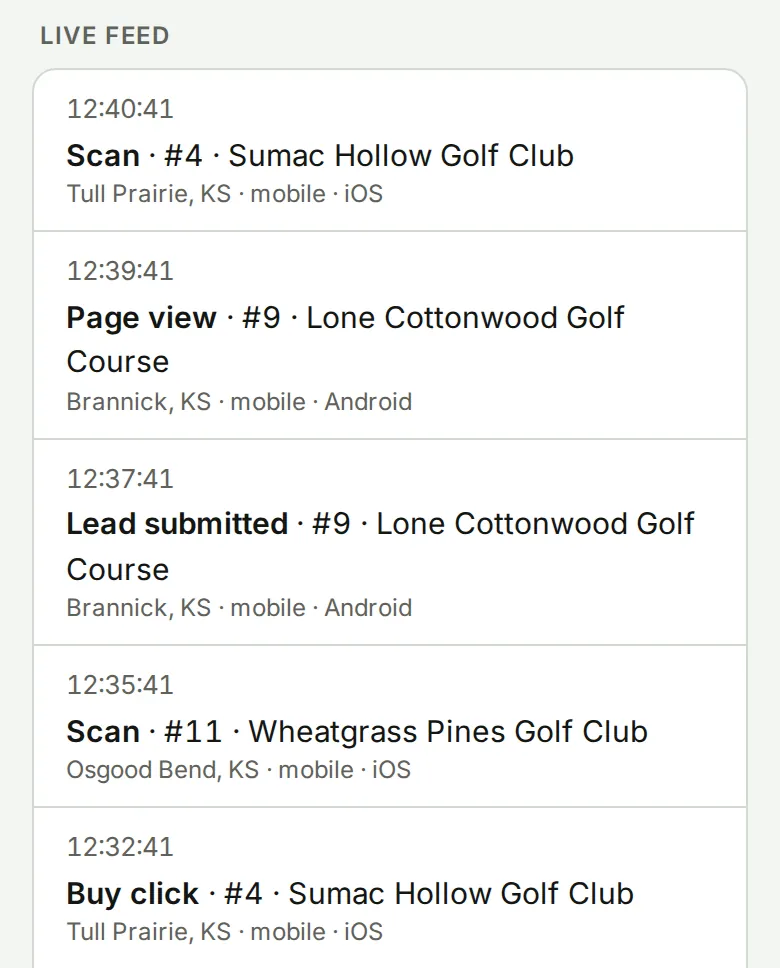 LIVE FEED
12:40:41
Scan · #4 · Sumac Hollow Golf Club
Tull Prairie, KS · mobile · iOS
12:39:41
Page view · #9 · Lone Cottonwood Golf
Course
Brannick, KS · mobile · Android
12:37:41
Lead submitted · #9 · Lone Cottonwood Golf
Course
Brannick, KS · mobile · Android
12:35:41
Scan · #11 · Wheatgrass Pines Golf Club
Osgood Bend, KS · mobile · iOS
12:32:41
Buy click · #4 · Sumac Hollow Golf Club
Tull Prairie, KS · mobile · iOS